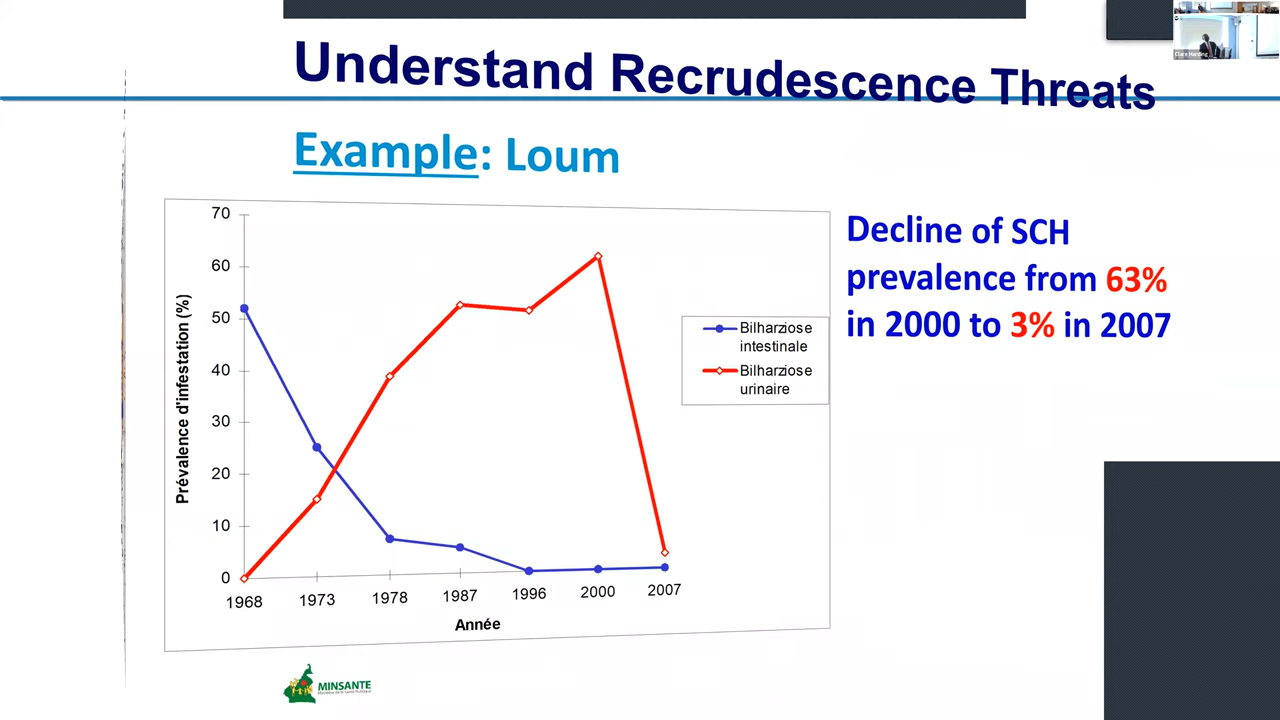 Understand Recrudescence Threats
Example: Loum
Decline of SCH
prevalence from 63%
in 2000 to 3% in 2007
Prévalence d'infestation (%)
70
60
50
40
30
20
10
0
1968 1973 1978 1987 1996 2000 2007
Année
Bilharziose
intestinale
Bilharziose
urinaire
MINSANTE
Clare Harding